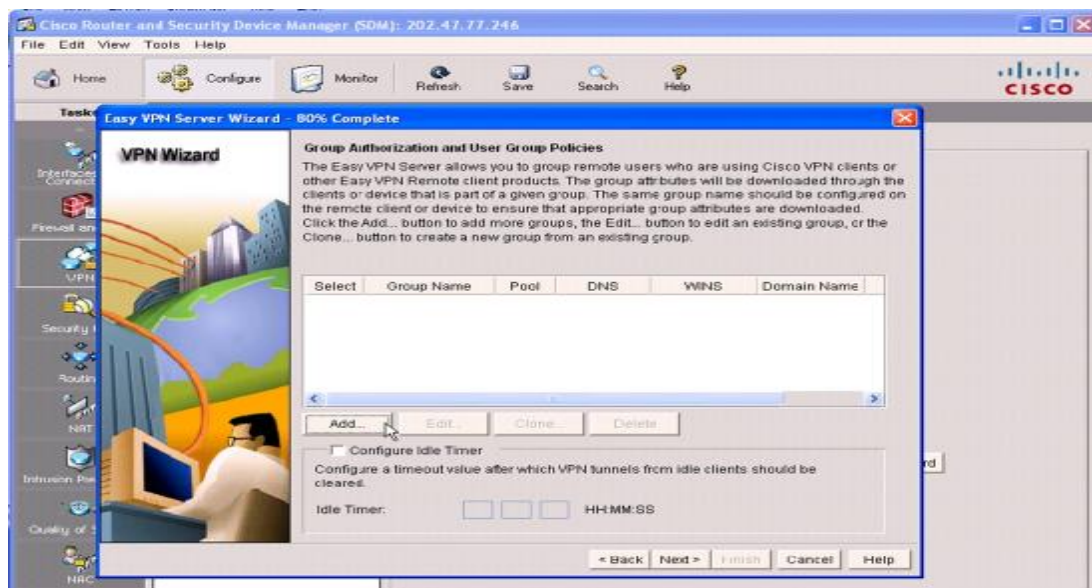 Cisco Router and Security Device Manager (SDM): 202.47.77.246
File Edit View Tools Help
Home Configure Monitor Refresh Save Search Help
CISCO
Tasks
Easy VPN Server Wizard - 80% Complete
VPN Wizard
Group Authorization and User Group Policies
The Easy VPN Server allows you to group remote users who are using Cisco VPN clients or
other Easy VPN Remote client products. The group attributes will be downloaded through the
clients or device that is part of a given group. The same group name should be configured on
the remote client or device to ensure that appropriate group attributes are downloaded.
Click the Add... button to add more groups, the Edit... button to edit an existing group, or the
Clone... button to create a new group from an existing group.
Select Group Name Pool DNS WINS Domain Name
Add... Edit... Clone... Delete
Configure Idle Timer
Configure a timeout value after which VPN tunnels from idle clients should be
cleared.
Idle Timer: HH:MM:SS
< Back Next > Finish Cancel Help
Interfaces
Connect
Firewall an
VPN
Security
Routin
NAT
Intrusion Pre
Quality of S
NAC
rd